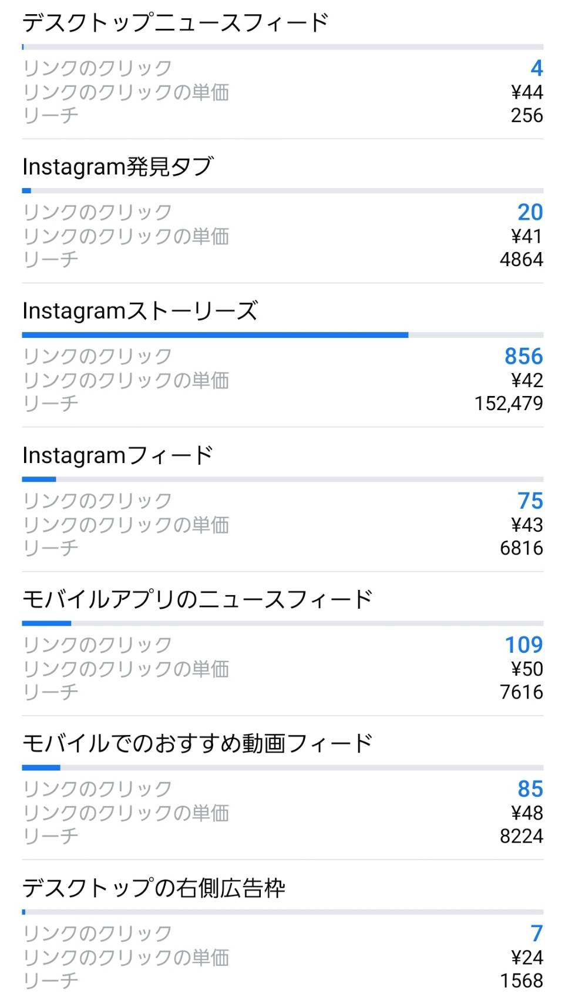 デスクトップニュースフィード
リンクのクリック 4
リンクのクリックの単価 ¥44
リーチ 256
Instagram発見タブ
リンクのクリック 20
リンクのクリックの単価 ¥41
リーチ 4864
Instagramストーリーズ
リンクのクリック 856
リンクのクリックの単価 ¥42
リーチ 152,479
Instagramフィード
リンクのクリック 75
リンクのクリックの単価 ¥43
リーチ 6816
モバイルアプリのニュースフィード
リンクのクリック 109
リンクのクリックの単価 ¥50
リーチ 7616
モバイルでのおすすめ動画フィード
リンクのクリック 85
リンクのクリックの単価 ¥48
リーチ 8224
デスクトップの右側広告枠
リンクのクリック 7
リンクのクリックの単価 ¥24
リーチ 1568